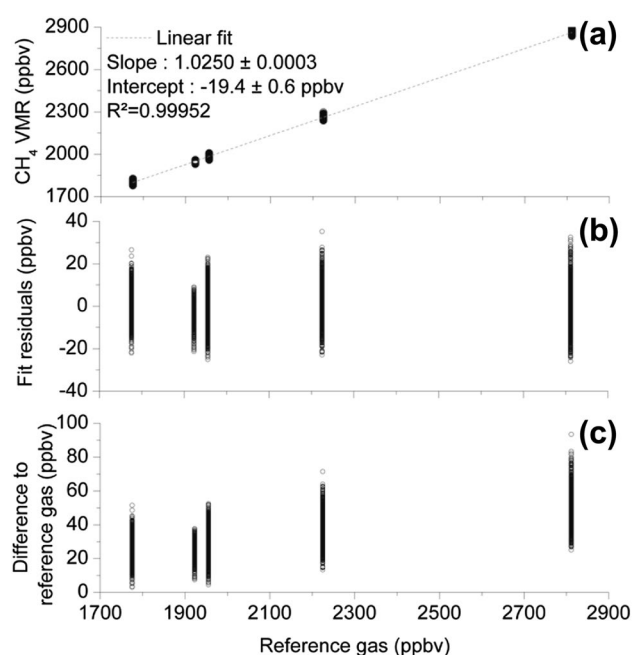 2900
2600
2300
2000
1700
CH₄ VMR (ppbv)
(a)
Linear fit
Slope : 1.0250 ± 0.0003
Intercept : -19.4 ± 0.6 ppbv
R²=0.99952
40
20
0
-20
-40
Fit residuals (ppbv)
(b)
100
80
60
40
20
0
Difference to
reference gas (ppbv)
(c)
1700 1900 2100 2300 2500 2700 2900
Reference gas (ppbv)